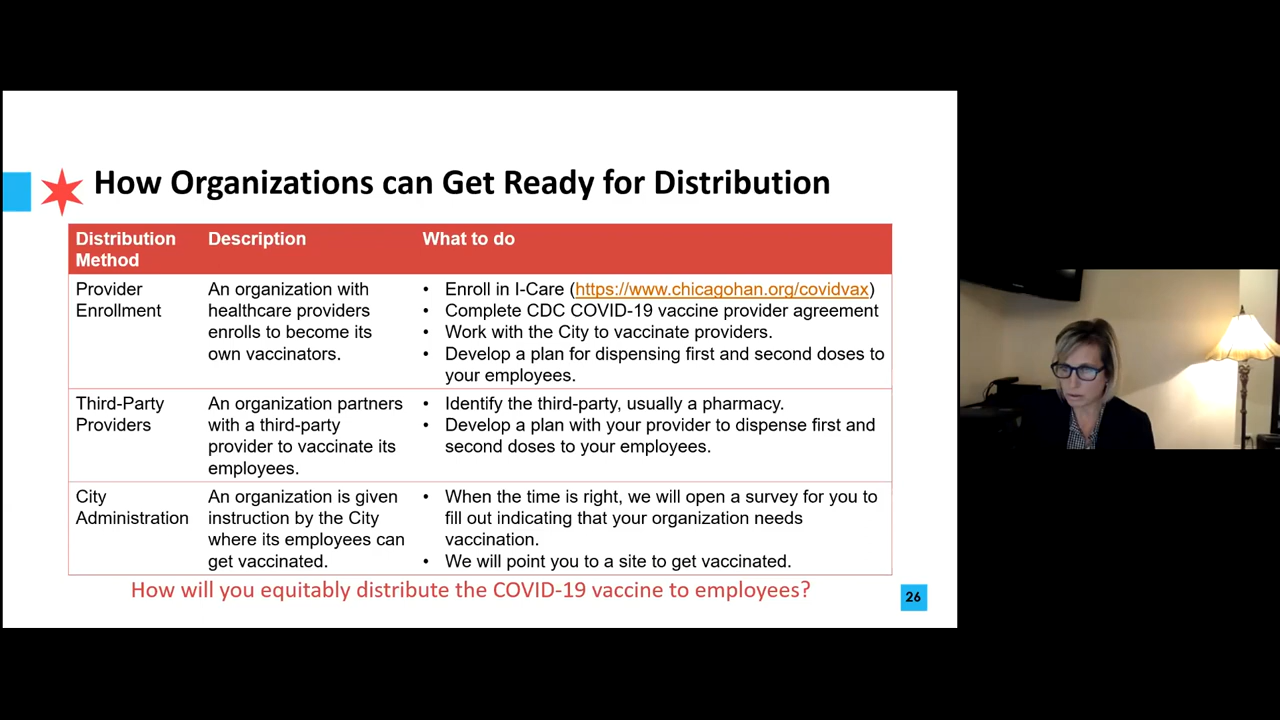 How Organizations can Get Ready for Distribution
Distribution
Method
Description
What to do
Provider
Enrollment
An organization with
healthcare providers
enrolls to become its
own vaccinators.
• Enroll in I-Care (https://www.chicagohan.org/covidvax)
• Complete CDC COVID-19 vaccine provider agreement
• Work with the City to vaccinate providers.
• Develop a plan for dispensing first and second doses to
your employees.
Third-Party
Providers
An organization partners
with a third-party
provider to vaccinate its
employees.
• Identify the third-party, usually a pharmacy.
• Develop a plan with your provider to dispense first and
second doses to your employees.
City
Administration
An organization is given
instruction by the City
where its employees can
get vaccinated.
• When the time is right, we will open a survey for you to
fill out indicating that your organization needs
vaccination.
• We will point you to a site to get vaccinated.
How will you equitably distribute the COVID-19 vaccine to employees?
26